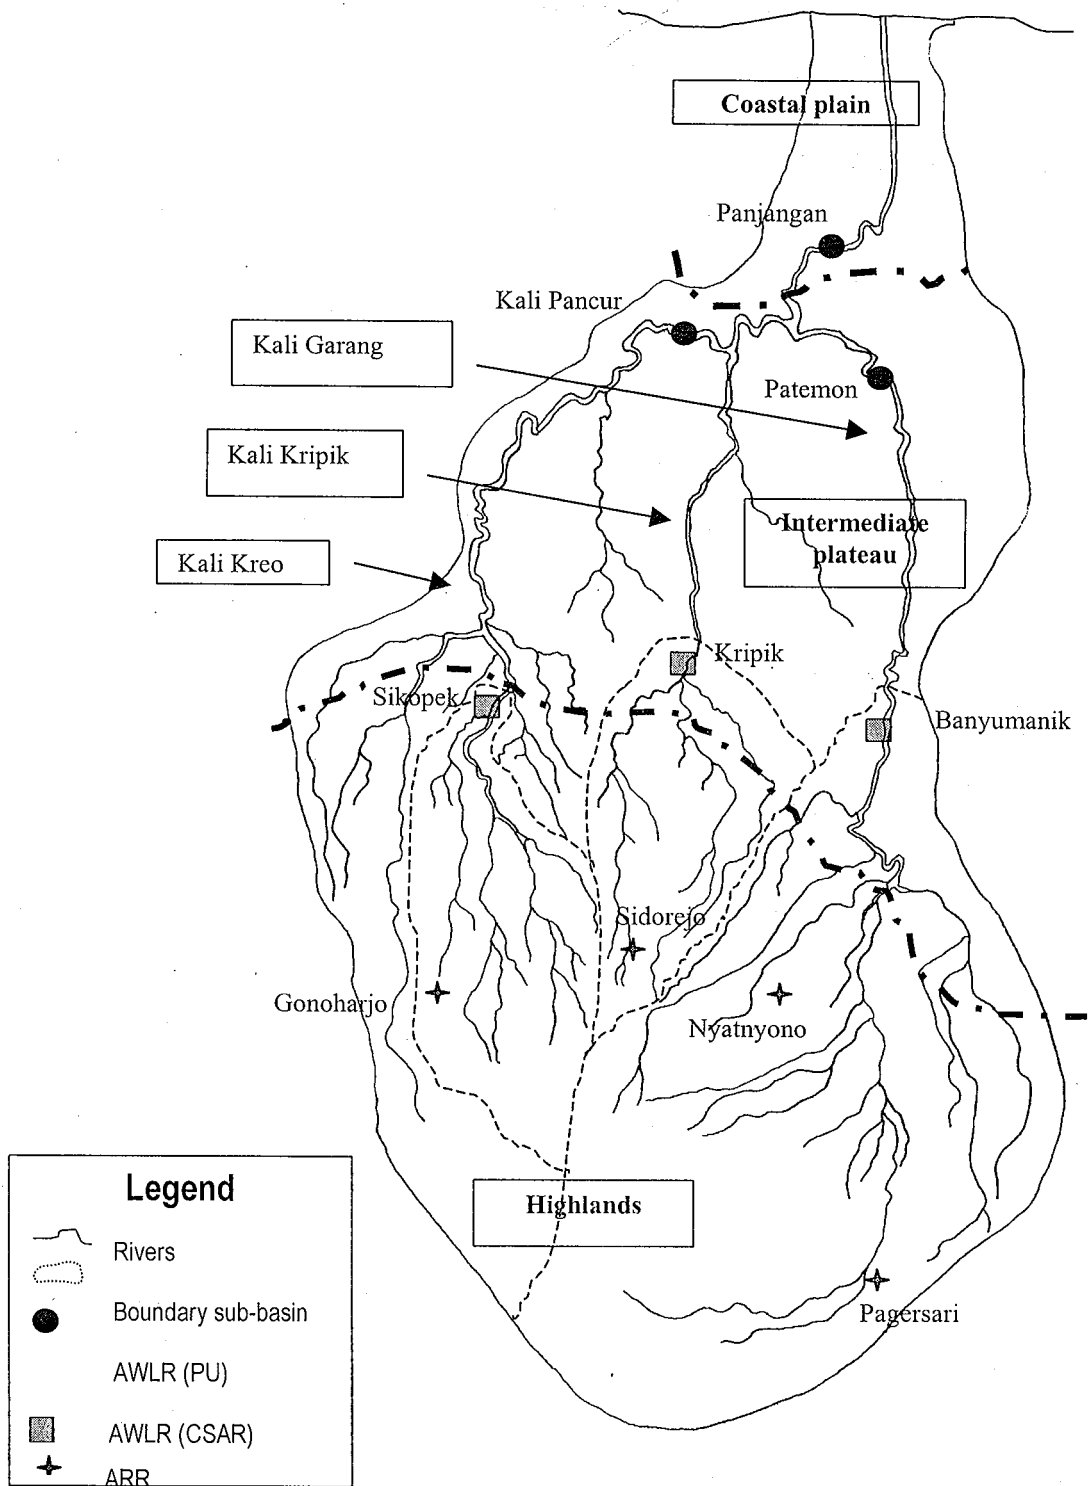 Coastal plain
Panjangan
Kali Pancur
Kali Garang
Patemon
Kali Kripik
Intermediate
plateau
Kali Kreo
Kripik
Sikopek
Banyumanik
Sidorejo
Gonoharjo
Nyatnyono
Highlands
Pagersari
Legend
Rivers
Boundary sub-basin
AWLR (PU)
AWLR (CSAR)
ARR